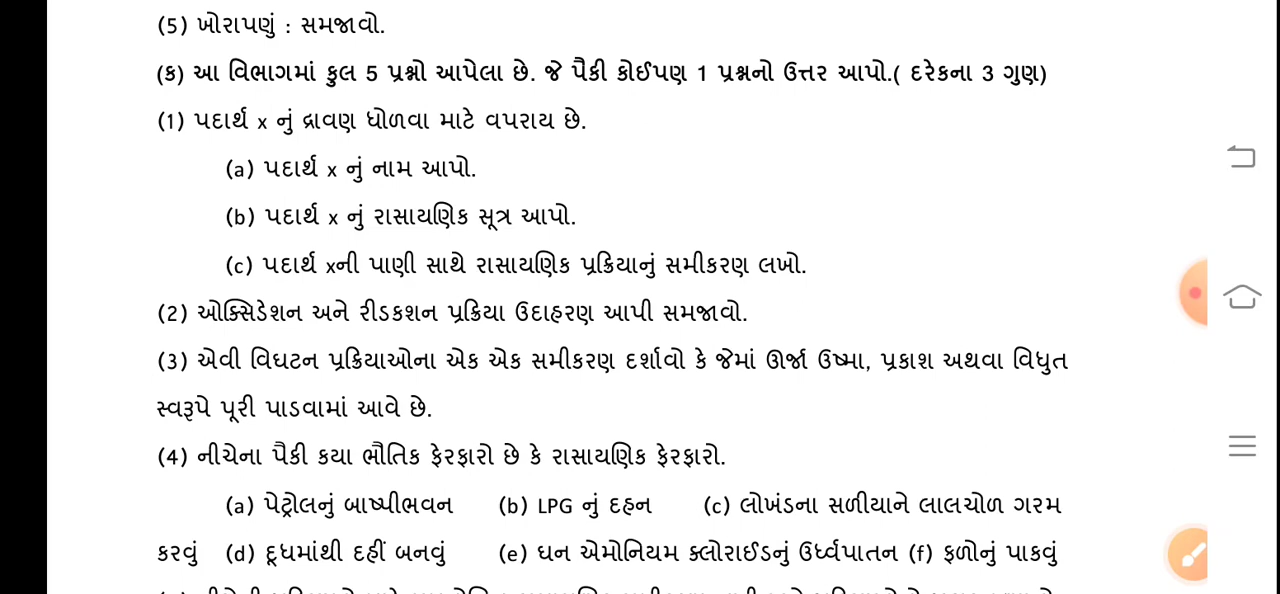 (5) ખોરાપણું : સમજાવો.
(ક) આ વિભાગમાં કુલ 5 પ્રશ્નો આપેલા છે. જે પૈકી કોઈપણ 1 પ્રશ્નનો ઉત્તર આપો.( દરેકના 3 ગુણ)
(1) પદાર્થ x નું દ્રાવણ ધોળવા માટે વપરાય છે.
(a) પદાર્થ x નું નામ આપો.
(b) પદાર્થ x નું રાસાયણિક સૂત્ર આપો.
(c) પદાર્થ xની પાણી સાથે રાસાયણિક પ્રક્રિયાનું સમીકરણ લખો.
(2) ઓક્સિડેશન અને રીડકશન પ્રક્રિયા ઉદાહરણ આપી સમજાવો.
(3) એવી વિઘટન પ્રક્રિયાઓના એક એક સમીકરણ દર્શાવો કે જેમાં ઊર્જા ઉષ્મા, પ્રકાશ અથવા વિધુત
સ્વરૂપે પૂરી પાડવામાં આવે છે.
(4) નીચેના પૈકી કયા ભૌતિક ફેરફારો છે કે રાસાયણિક ફેરફારો.
(a) પેટ્રોલનું બાષ્પીભવન (b) LPG નું દહન (c) લોખંડના સળીયાને લાલચોળ ગરમ
કરવું (d) દૂધમાંથી દહીં બનવું (e) ઘન એમોનિયમ ક્લોરાઈડનું ઉર્ધ્વપાતન (f) ફળોનું પાકવું